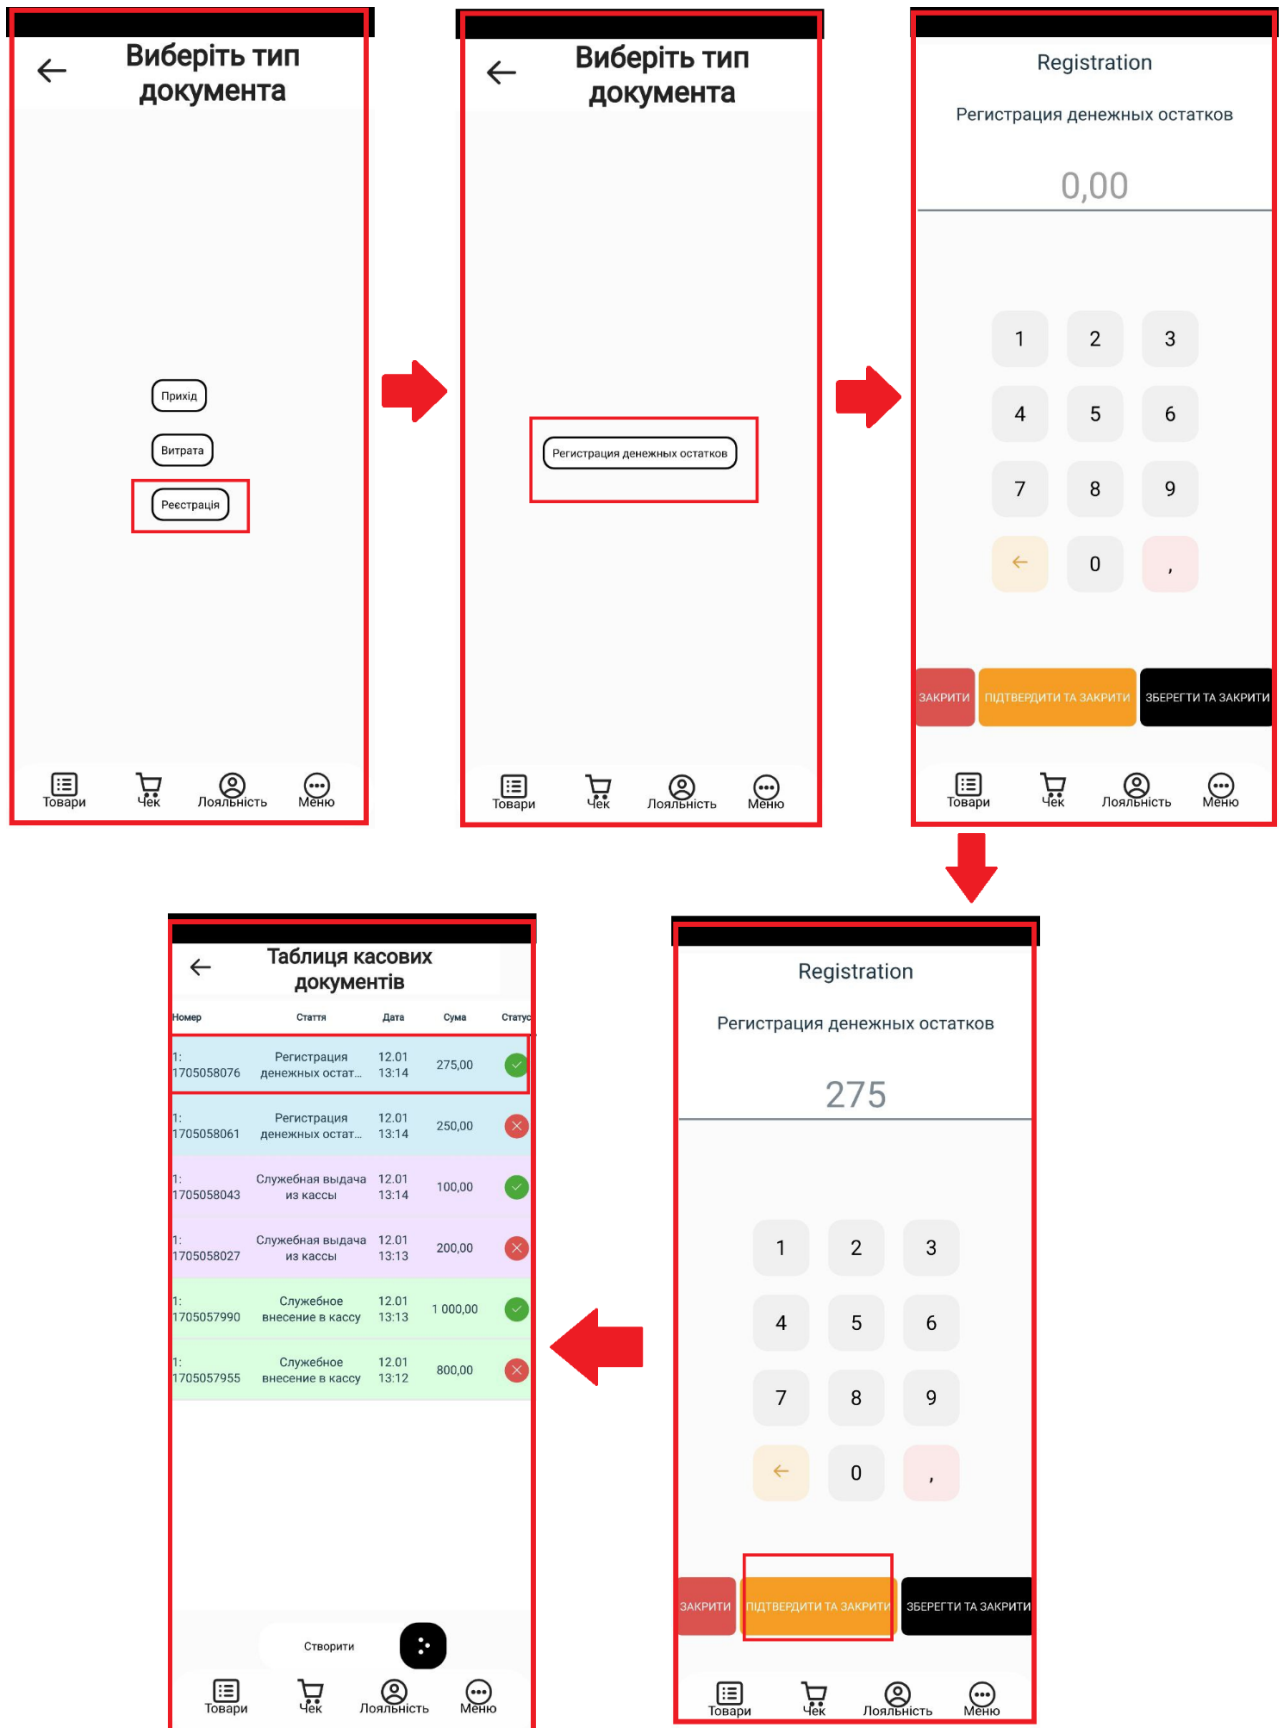 Виберіть тип
документа
Прихід
Витрата
Реєстрація
Товари
Чек
Лояльність
Меню
Виберіть тип
документа
Регистрация денежных остатков
Товари
Чек
Лояльність
Меню
Registration
Регистрация денежных остатков
0,00
1 2 3
4 5 6
7 8 9
0 ,
ЗАКРИТИ
ПІДТВЕРДИТИ ТА ЗАКРИТИ
ЗБЕРЕГТИ ТА ЗАКРИТИ
Товари
Чек
Лояльність
Меню
Registration
Регистрация денежных остатков
275
1 2 3
4 5 6
7 8 9
0 ,
ЗАКРИТИ
ПІДТВЕРДИТИ ТА ЗАКРИТИ
ЗБЕРЕГТИ ТА ЗАКРИТИ
Товари
Чек
Лояльність
Меню
Таблиця касових
документів
Номер Стаття Дата Сума Статус
1: Регистрация 12.01
1705058076 денежных остат... 13:14 275,00
1: Регистрация 12.01
1705058061 денежных остат... 13:14 250,00
1: Служебная выдача 12.01
1705058043 из кассы 13:14 100,00
1: Служебная выдача 12.01
1705058027 из кассы 13:13 200,00
1: Служебное 12.01
1705057990 внесение в кассу 13:13 1 000,00
1: Служебное 12.01
1705057955 внесение в кассу 13:12 800,00
Створити
Товари
Чек
Лояльність
Меню